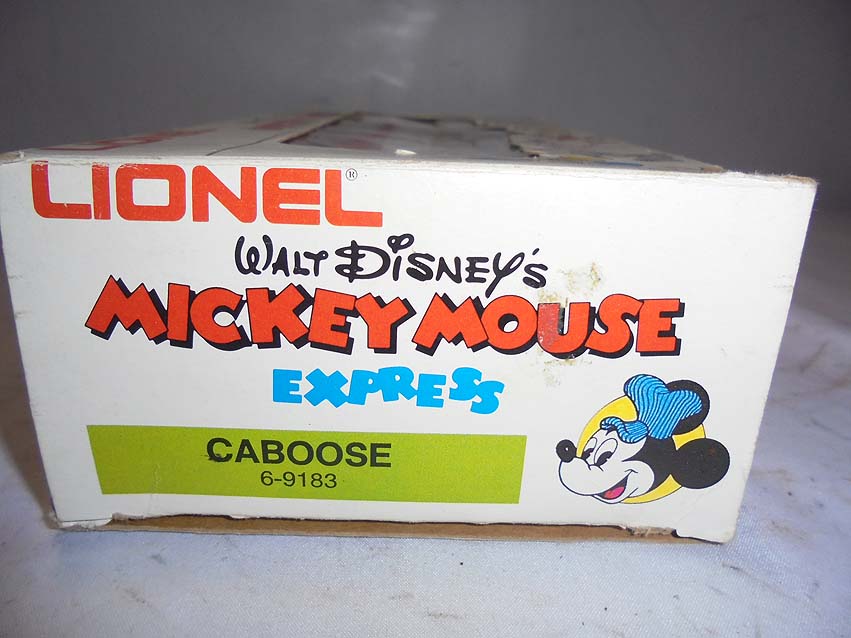 LIONEL®
WALT DISNEY'S
MICKEY MOUSE
EXPRESS
CABOOSE
6-9183